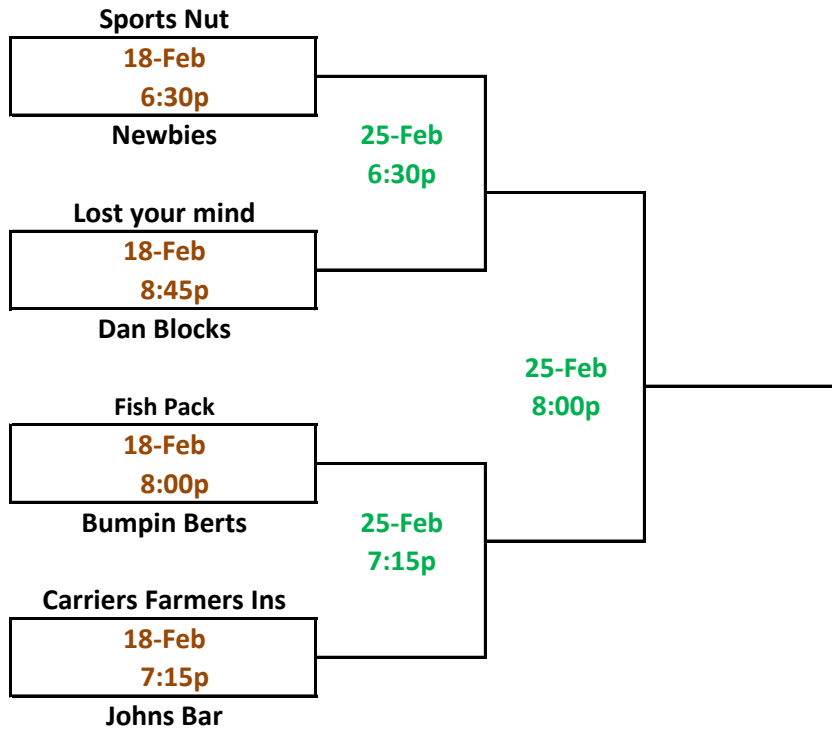 Sports Nut
18-Feb
6:30p
Newbies
25-Feb
6:30p
Lost your mind
18-Feb
8:45p
Dan Blocks
25-Feb
8:00p
Fish Pack
18-Feb
8:00p
Bumpin Berts
25-Feb
7:15p
Carriers Farmers Ins
18-Feb
7:15p
Johns Bar